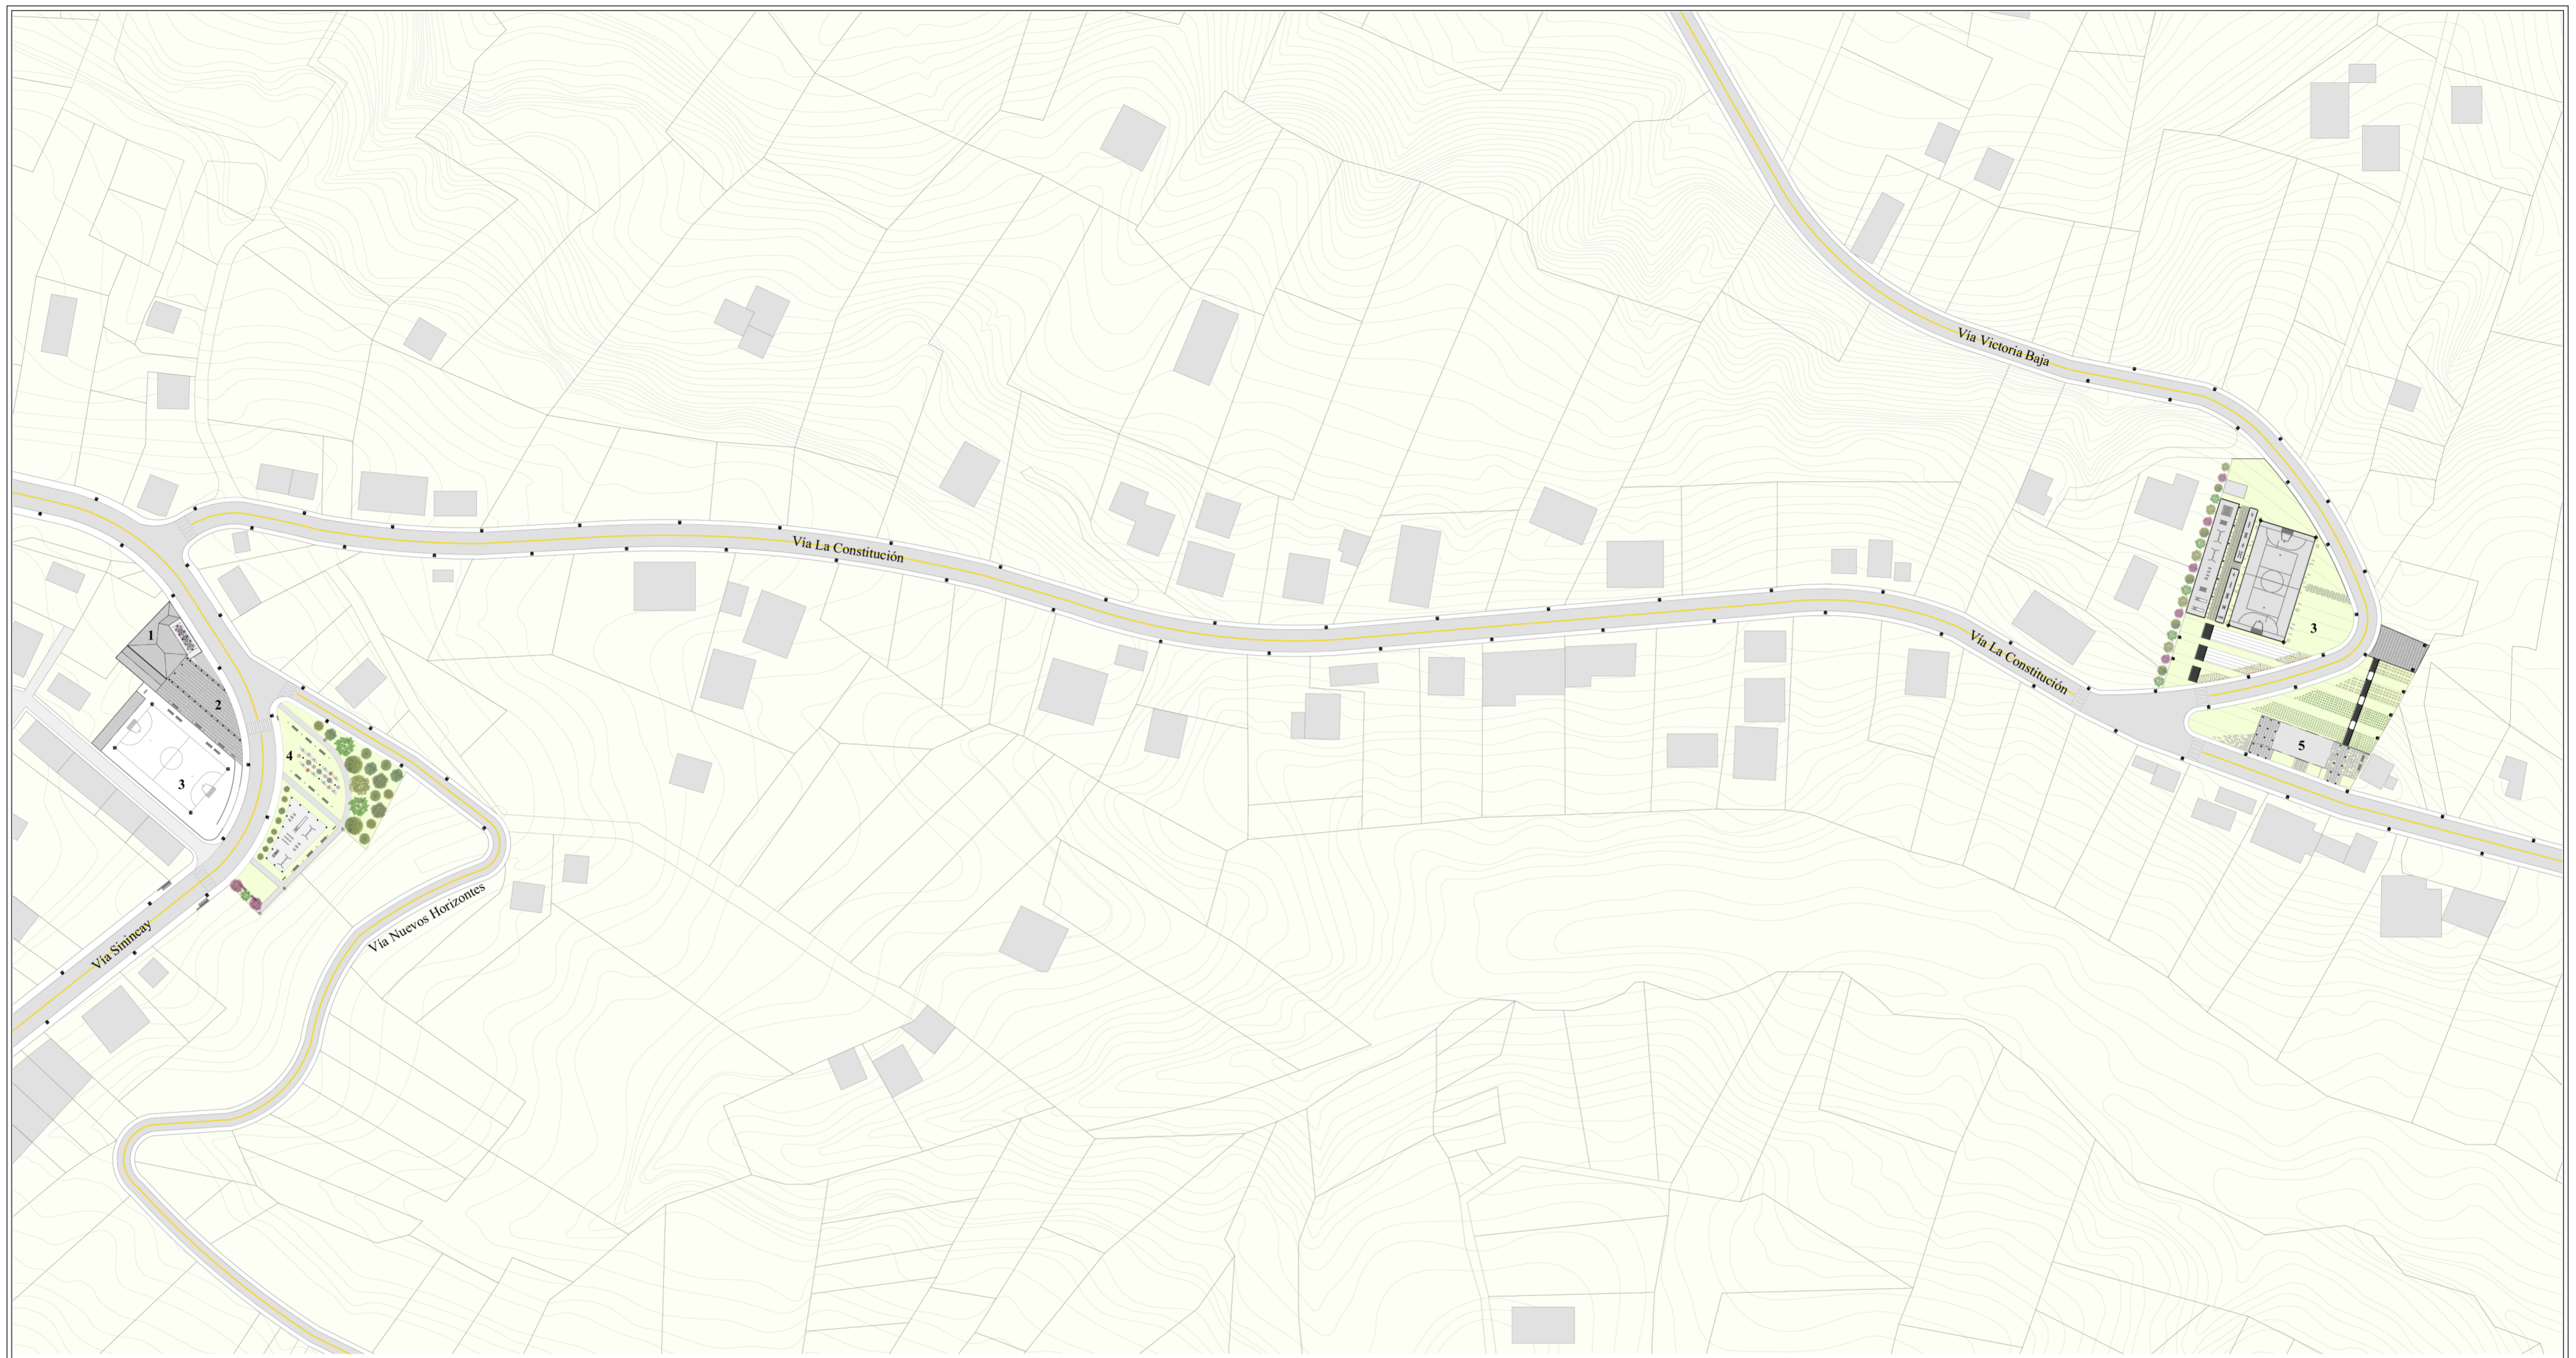 Vía Victoria Baja
Vía La Constitución
1
3
Vía La Constitución
2
5
4
3
Vía Nuevos Horizontes
Vía Sinincay